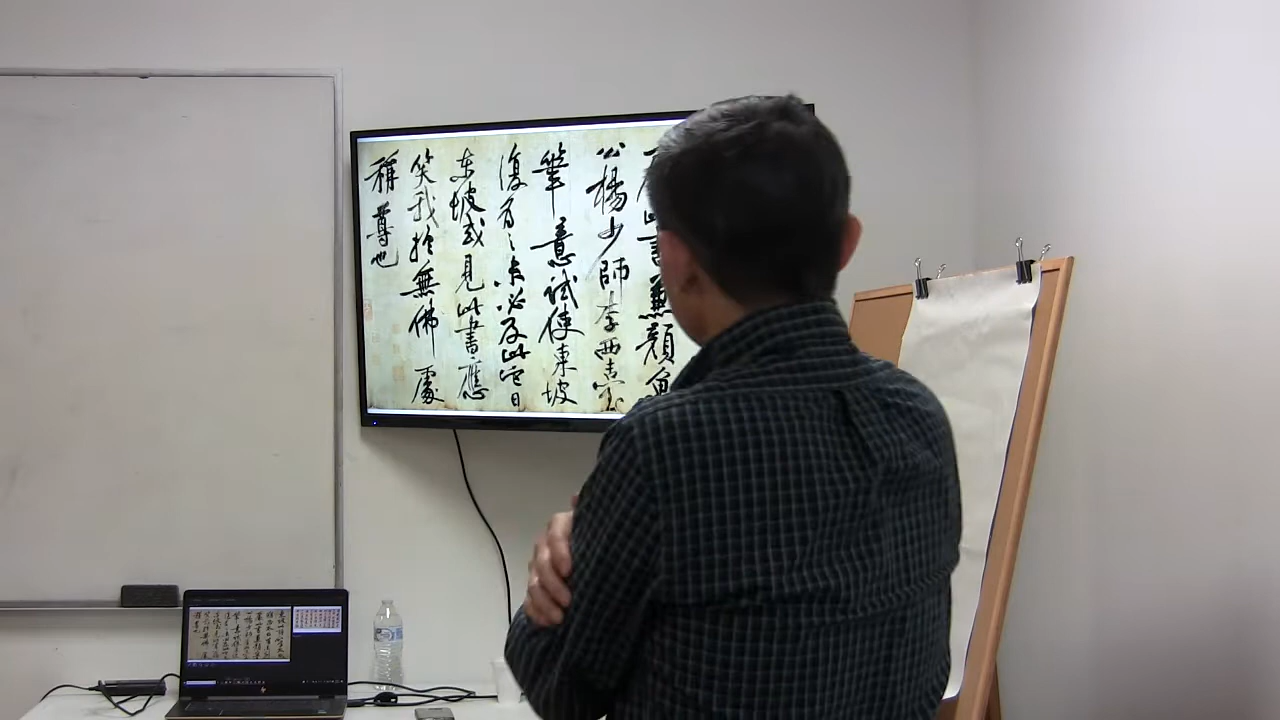 書兼顏魯
公楊少師李西臺
筆意試使東坡
復為之未必及此它日
東坡或見此書應
笑我於無佛處
稱尊也